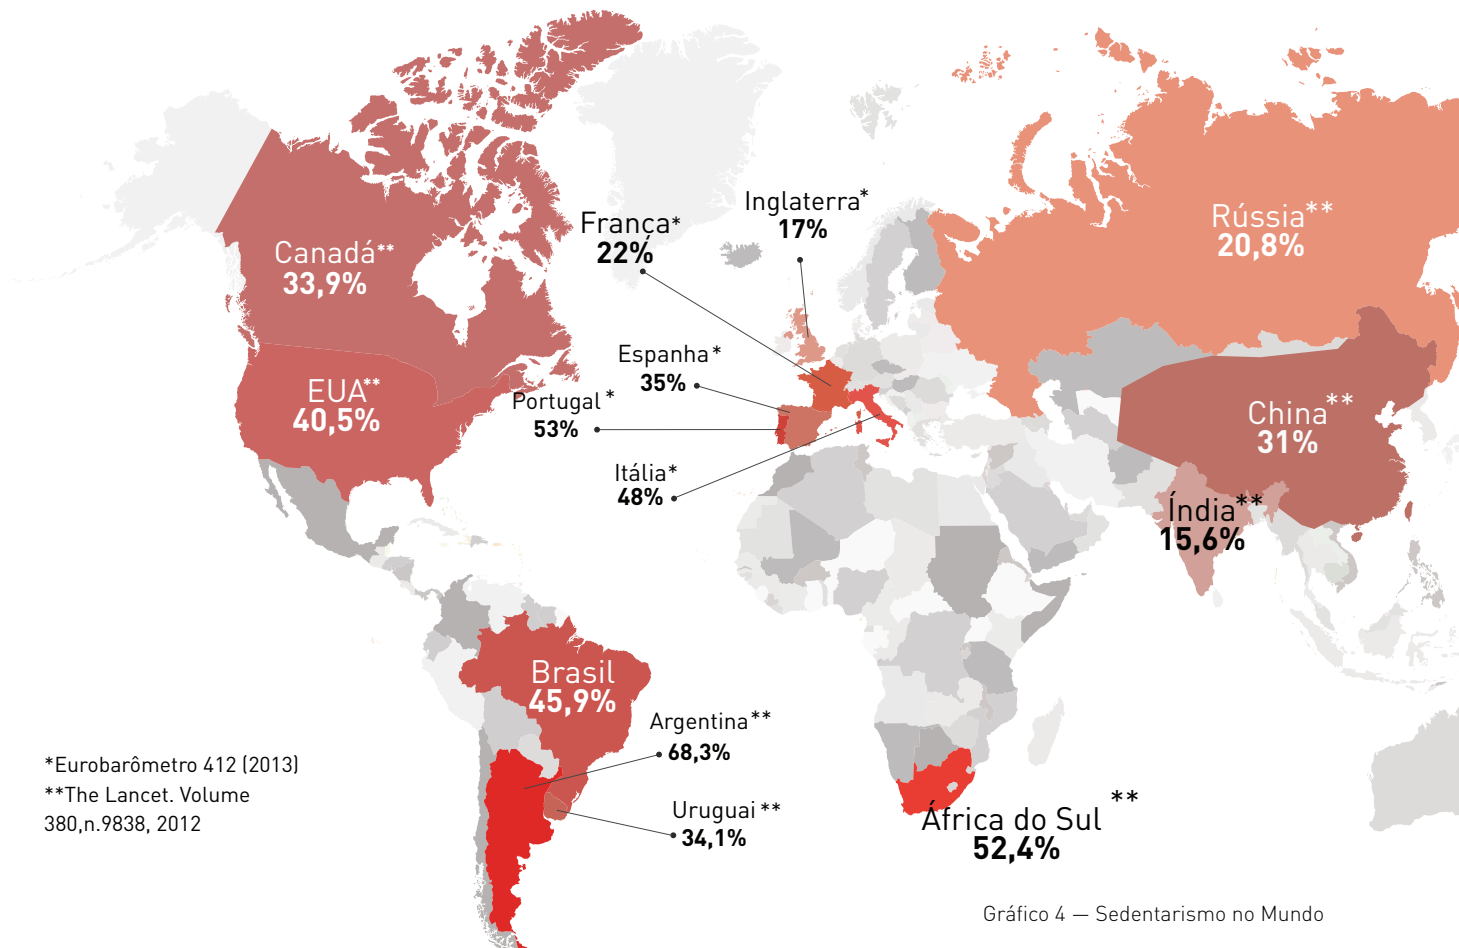 Canadá**
33,9%
EUA**
40,5%
França*
22%
Inglaterra*
17%
Espanha*
35%
Portugal*
53%
Itália*
48%
Rússia**
20,8%
China**
31%
Índia**
15,6%
Brasil
45,9%
Argentina**
68,3%
Uruguai**
34,1%
África do Sul**
52,4%
*Eurobarômetro 412 (2013)
**The Lancet. Volume
380,n.9838, 2012
Gráfico 4 — Sedentarismo no Mundo